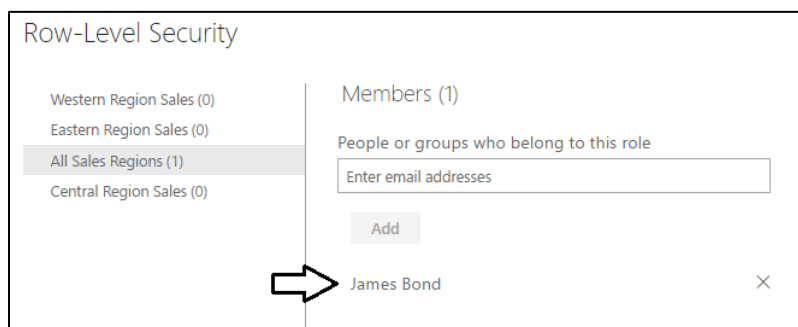 Row-Level Security
Western Region Sales (0)
Eastern Region Sales (0)
All Sales Regions (1)
Central Region Sales (0)
Members (1)
People or groups who belong to this role
Enter email addresses
Add
James Bond